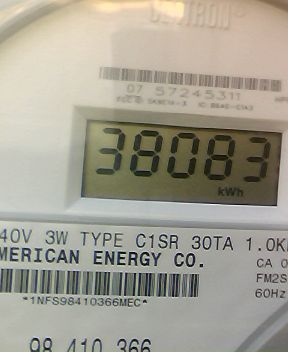 CENTRON®
07 57245311
38083
kWh
40V 3W TYPE C1SR 30TA 1.0K
MERICAN ENERGY CO.
CA 0
FM2S
60Hz
*1NFS98410366MEC*
98 410 366